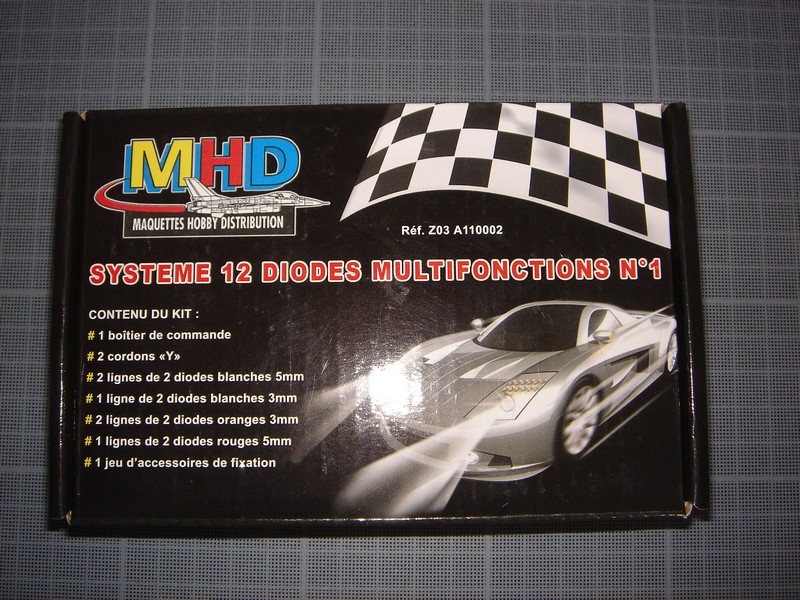 MHD
MAQUETTES HOBBY DISTRIBUTION
Réf. Z03 A110002
SYSTEME 12 DIODES MULTIFONCTIONS N°1
CONTENU DU KIT :
# 1 boîtier de commande
# 2 cordons «Y»
# 2 lignes de 2 diodes blanches 5mm
# 1 ligne de 2 diodes blanches 3mm
# 2 lignes de 2 diodes oranges 3mm
# 1 lignes de 2 diodes rouges 5mm
# 1 jeu d'accessoires de fixation